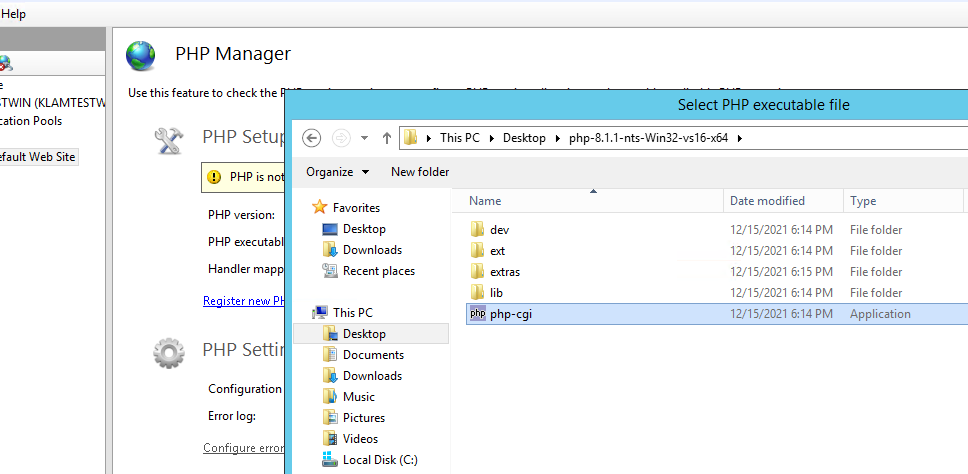 Help
PHP Manager
Use this feature to check the
STWIN (KLAMTESTW
cation Pools
efault Web Site
PHP Setup
PHP is not
PHP version:
PHP executabl
Handler mapp
Register new PH
PHP Settin
Configuration
Error log:
Configure error
Select PHP executable file
This PC
Desktop
php-8.1.1-nts-Win32-vs16-x64
Organize
New folder
Favorites
Desktop
Downloads
Recent places
This PC
Desktop
Documents
Downloads
Music
Pictures
Videos
Local Disk (C:)
Name Date modified Type
dev 12/15/2021 6:14 PM File folder
ext 12/15/2021 6:14 PM File folder
extras 12/15/2021 6:15 PM File folder
lib 12/15/2021 6:14 PM File folder
php php-cgi 12/15/2021 6:14 PM Application